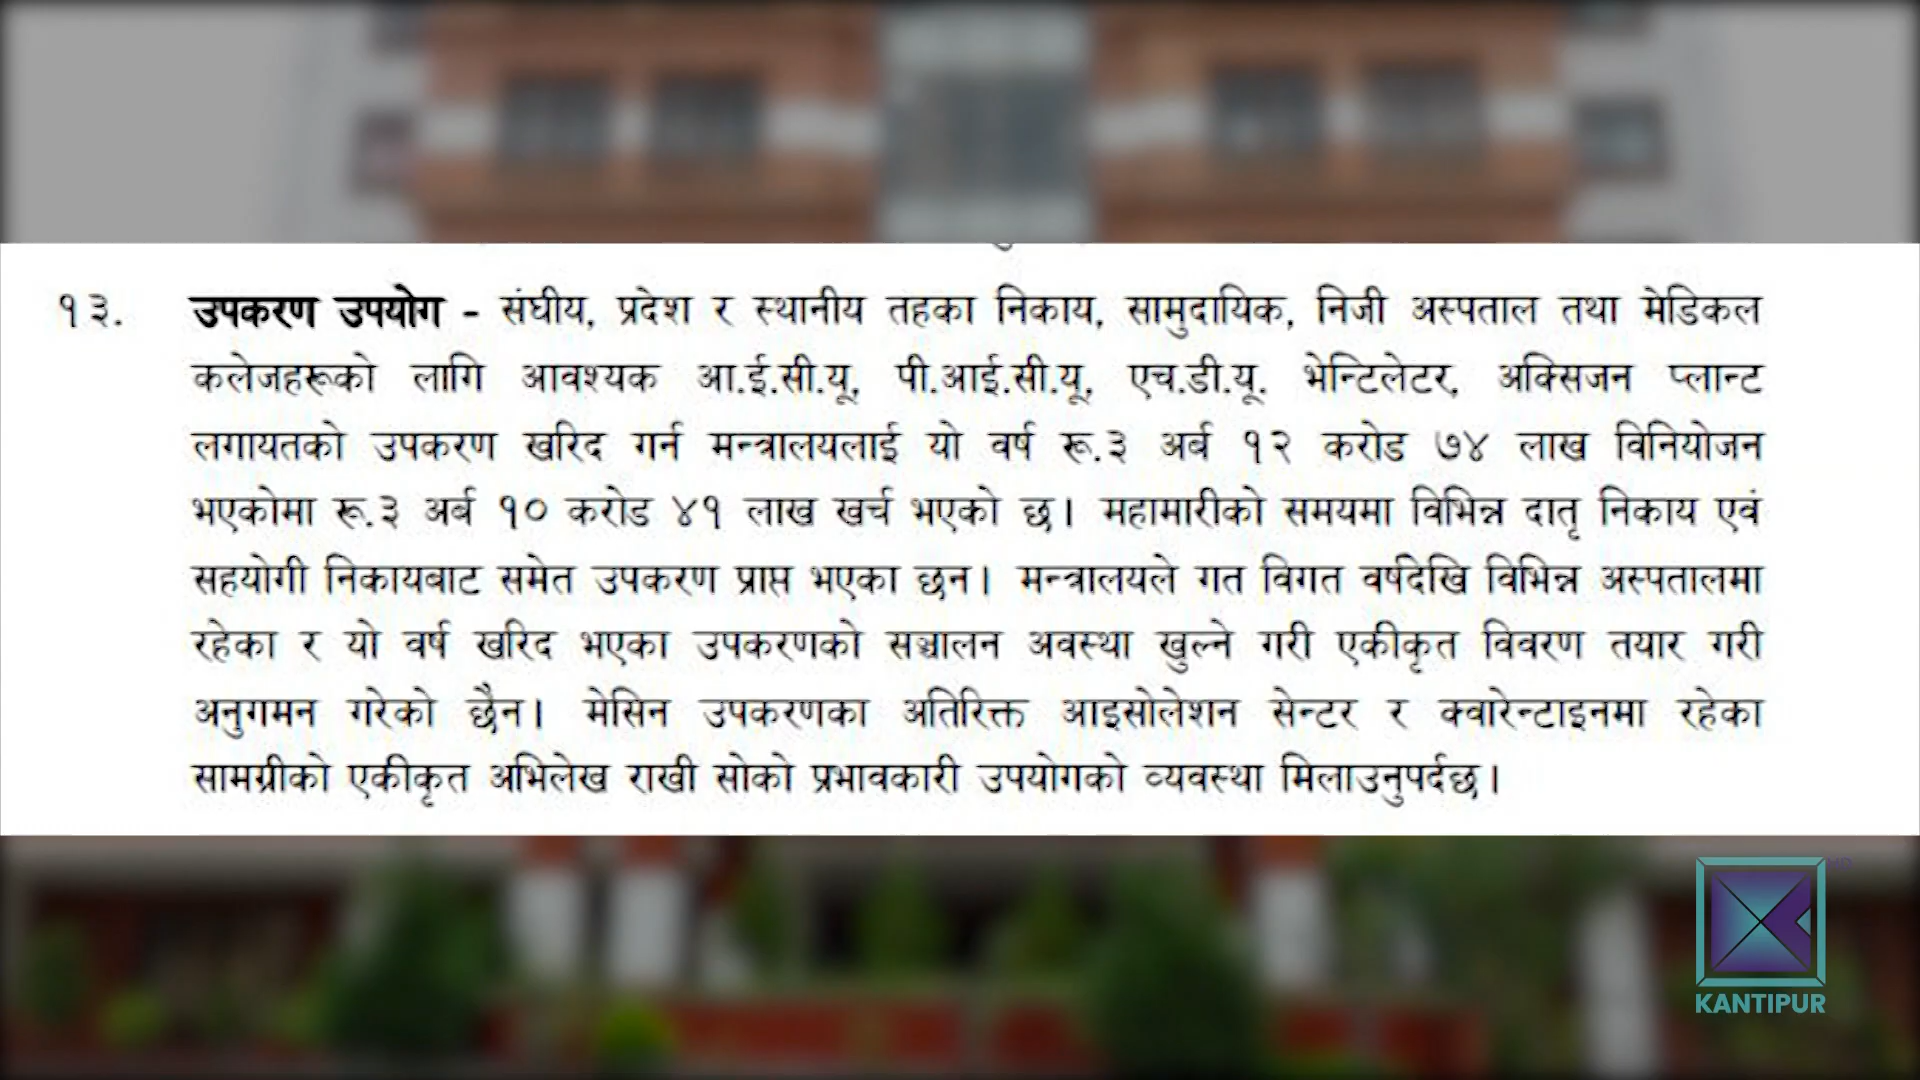 १३. उपकरण उपयोग - संघीय, प्रदेश र स्थानीय तहका निकाय, सामुदायिक, निजी अस्पताल तथा मेडिकल
कलेजहरूको लागि आवश्यक आ.ई.सी.यू, पी.आई.सी.यू, एच.डी.यू. भेन्टिलेटर, अक्सिजन प्लान्ट
लगायतको उपकरण खरिद गर्न मन्त्रालयलाई यो वर्ष रू.३ अर्ब १२ करोड ७४ लाख विनियोजन
भएकोमा रू.३ अर्ब १० करोड ४१ लाख खर्च भएको छ। महामारीको समयमा विभिन्न दातृ निकाय एवं
सहयोगी निकायबाट समेत उपकरण प्राप्त भएका छन। मन्त्रालयले गत विगत वर्षदेखि विभिन्न अस्पतालमा
रहेका र यो वर्ष खरिद भएका उपकरणको सञ्चालन अवस्था खुल्ने गरी एकीकृत विवरण तयार गरी
अनुगमन गरेको छैन। मेसिन उपकरणका अतिरिक्त आइसोलेशन सेन्टर र क्वारेन्टाइनमा रहेका
सामग्रीको एकीकृत अभिलेख राखी सोको प्रभावकारी उपयोगको व्यवस्था मिलाउनुपर्दछ।
HD
KANTIPUR